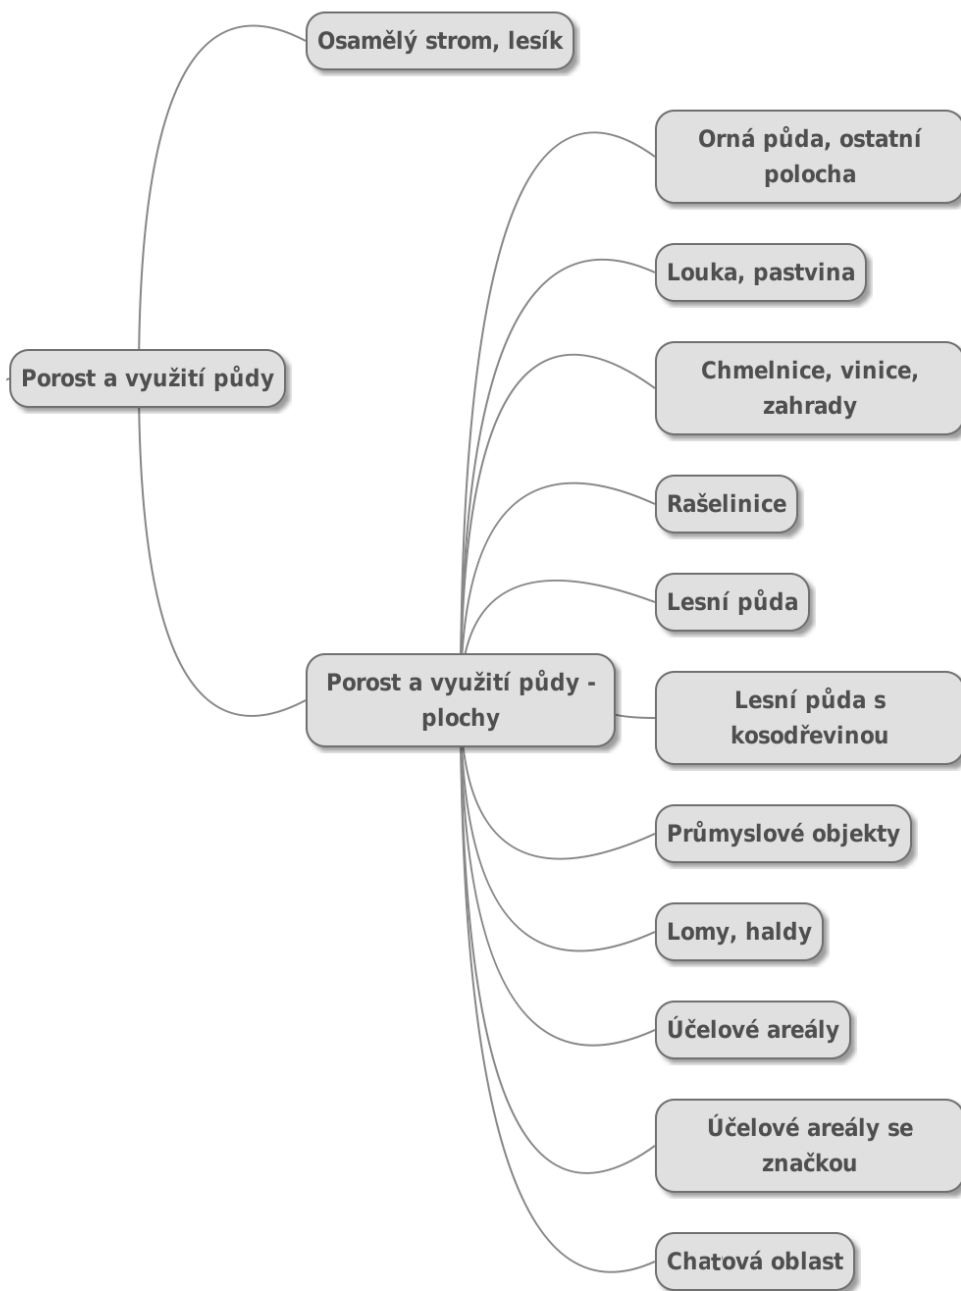 Osamělý strom, lesík
Orná půda, ostatní
polocha
Louka, pastvina
Chmelnice, vinice,
zahrady
Porost a využití půdy
Rašelinice
Lesní půda
Porost a využití půdy -
plochy
Lesní půda s
kosodřevinou
Průmyslové objekty
Lomy, haldy
Účelové areály
Účelové areály se
značkou
Chatová oblast